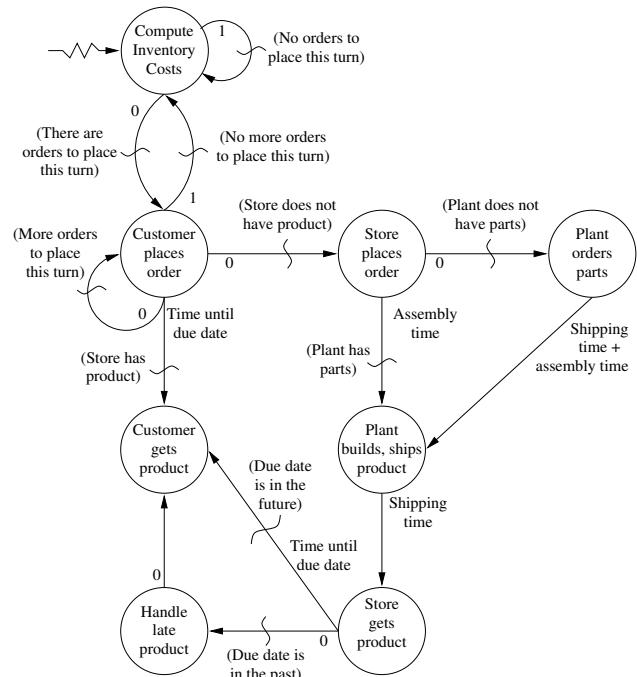 Compute
Inventory
Costs
1
(No orders to
place this turn)
0
(There are
orders to place
this turn)
(No more orders
to place this turn)
1
(More orders
to place
this turn)
Customer
places
order
0
(Store does not
have product)
0
Store
places
order
0
(Plant does not
have parts)
Plant
orders
parts
Time until
due date
(Store has
product)
Assembly
time
(Plant has
parts)
Shipping
time +
assembly time
Customer
gets
product
Plant
builds, ships
product
(Due date
is in the
future)
Shipping
time
Time until
due date
0
Handle
late
product
(Due date is
in the past)
0
Store
gets
product